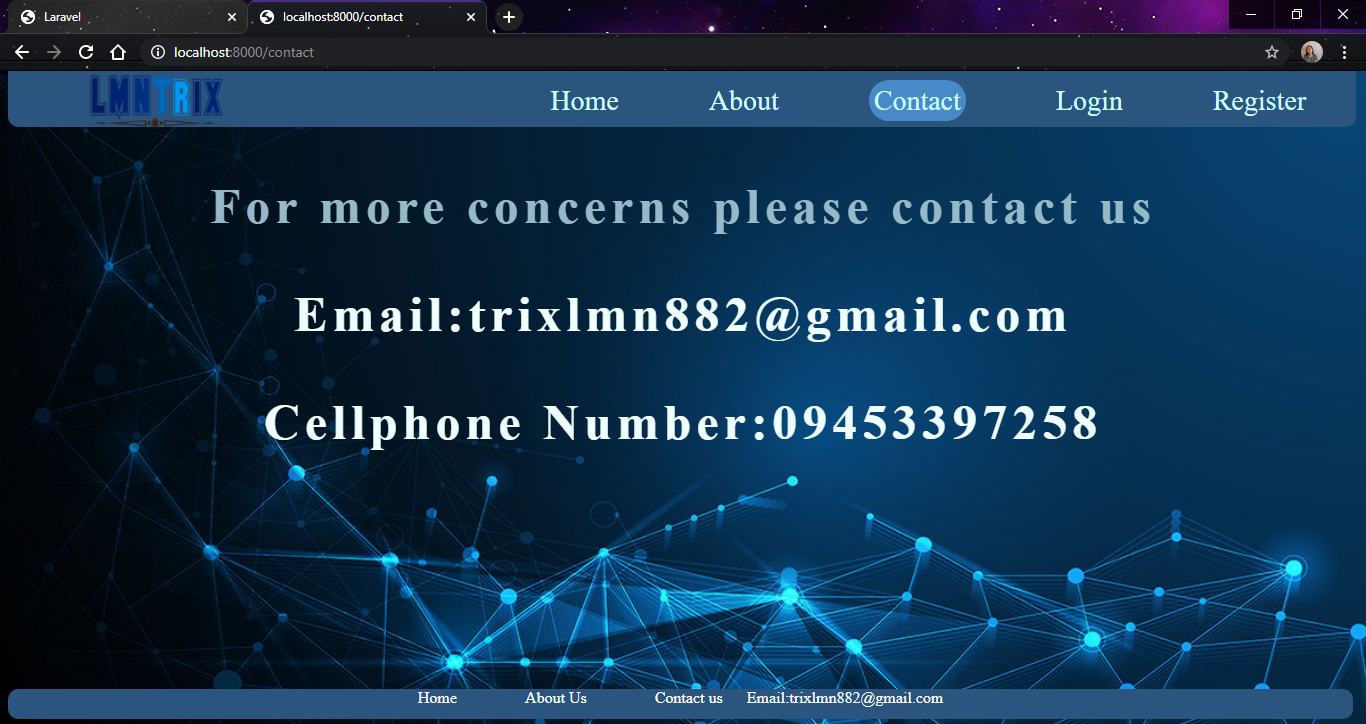 Laravel
localhost:8000/contact
localhost:8000/contact
LMNTRIX
Home About Contact Login Register
For more concerns please contact us
Email:trixlmn882@gmail.com
Cellphone Number:09453397258
Home About Us Contact us Email:trixlmn882@gmail.com